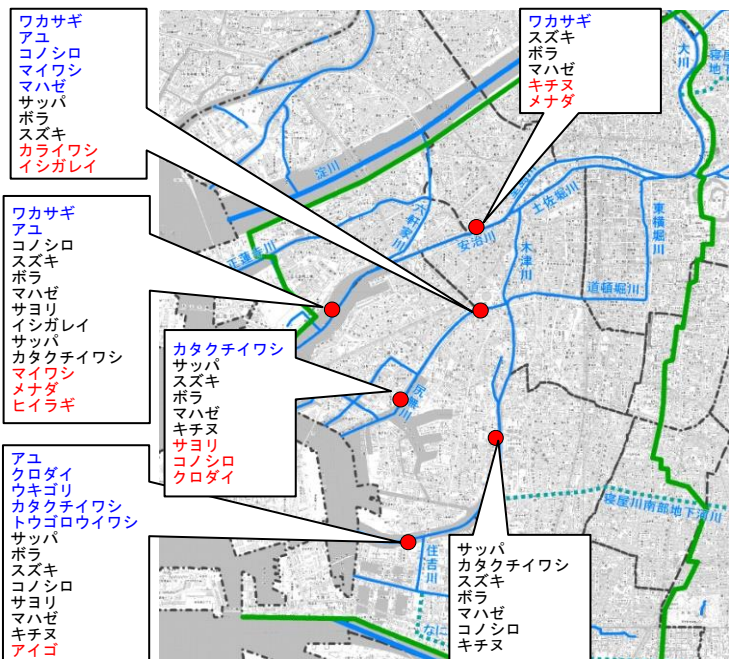 ワカサギ
アユ
コノシロ
マイワシ
マハゼ
サッパ
ボラ
スズキ
カライワシ
イシガレイ
ワカサギ
スズキ
ボラ
マハゼ
キチヌ
メナダ
大川
淀川
六軒家川
土佐堀川
安治川
正蓮寺川
木津川
東横堀川
道頓堀川
ワカサギ
アユ
コノシロ
スズキ
ボラ
マハゼ
サヨリ
イシガレイ
サッパ
カタクチイワシ
マイワシ
メナダ
ヒイラギ
カタクチイワシ
サッパ
スズキ
ボラ
マハゼ
キチヌ
サヨリ
コノシロ
クロダイ
尻無川
アユ
クロダイ
ウキゴリ
カタクチイワシ
トウゴロウイワシ
サッパ
ボラ
スズキ
コノシロ
サヨリ
マハゼ
キチヌ
アイゴ
住吉川
サッパ
カタクチイワシ
スズキ
ボラ
マハゼ
コノシロ
キチヌ
寝屋川南部地下河川
なに